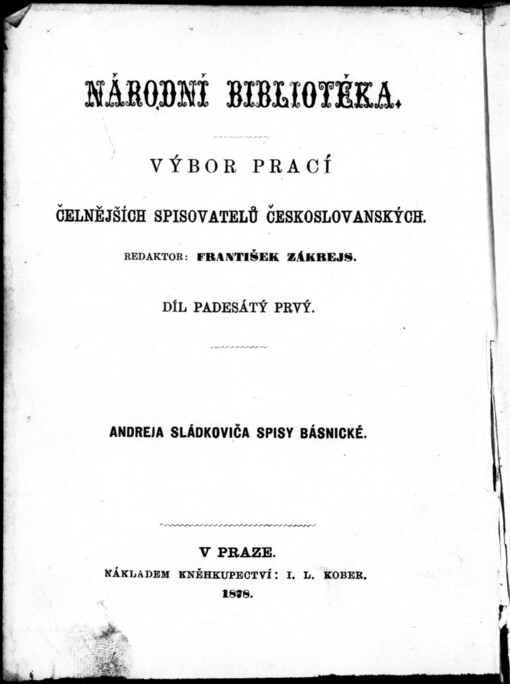 NÁRODNÍ BIBLIOTÉKA.
VÝBOR PRACÍ
ČELNĚJŠÍCH SPISOVATELŮ ČESKOSLOVANSKÝCH.
REDAKTOR: FRANTIŠEK ZÁKREJS.
DÍL PADESÁTÝ PRVÝ.
ANDREJA SLÁDKOVIČA SPISY BÁSNICKÉ.
V PRAZE.
NÁKLADEM KNĚHKUPECTVÍ: I. L. KOBER.
1878.